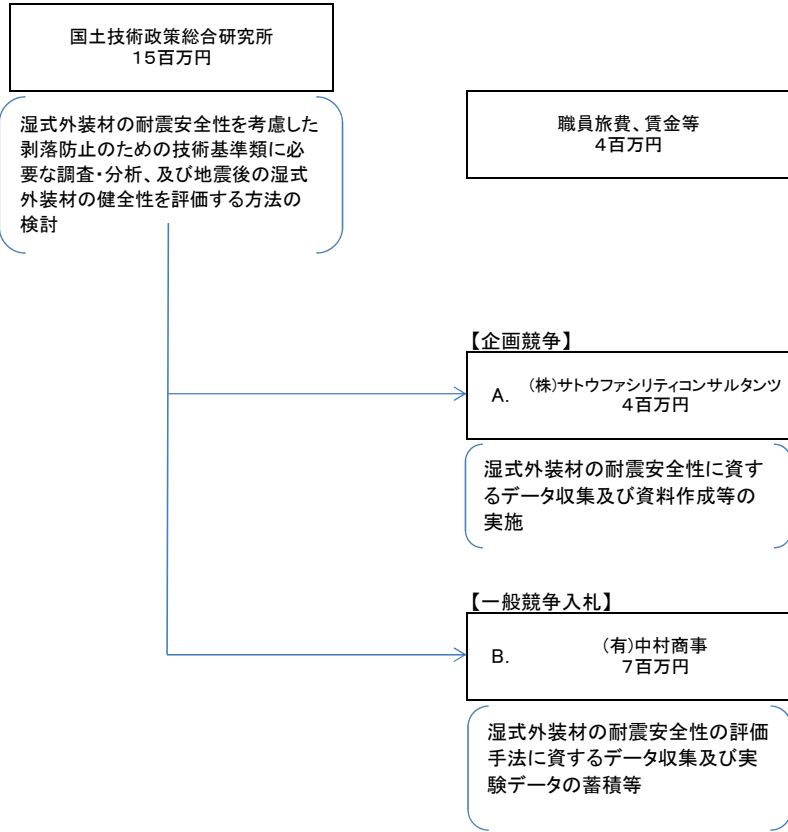 国土技術政策総合研究所
15百万円
湿式外装材の耐震安全性を考慮した
剥落防止のための技術基準類に必
要な調査・分析、及び地震後の湿式
外装材の健全性を評価する方法の
検討
職員旅費、賃金等
4百万円
【企画競争】
A. (株)サトウファシリティコンサルタンツ
4百万円
湿式外装材の耐震安全性に資す
るデータ収集及び資料作成等の
実施
【一般競争入札】
B. (有)中村商事
7百万円
湿式外装材の耐震安全性の評価
手法に資するデータ収集及び実
験データの蓄積等